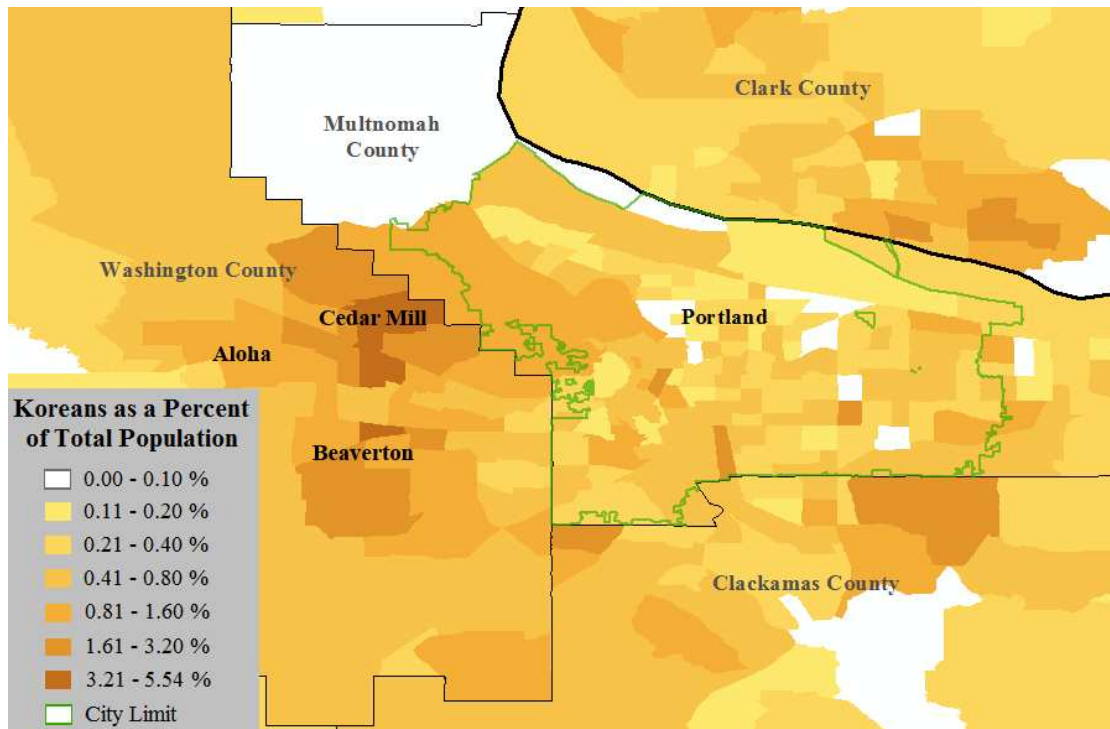 Clark County
Multnomah
County
Washington County
Cedar Mill
Portland
Aloha
Beaverton
Clackamas County
Koreans as a Percent
of Total Population
0.00 - 0.10 %
0.11 - 0.20 %
0.21 - 0.40 %
0.41 - 0.80 %
0.81 - 1.60 %
1.61 - 3.20 %
3.21 - 5.54 %
City Limit